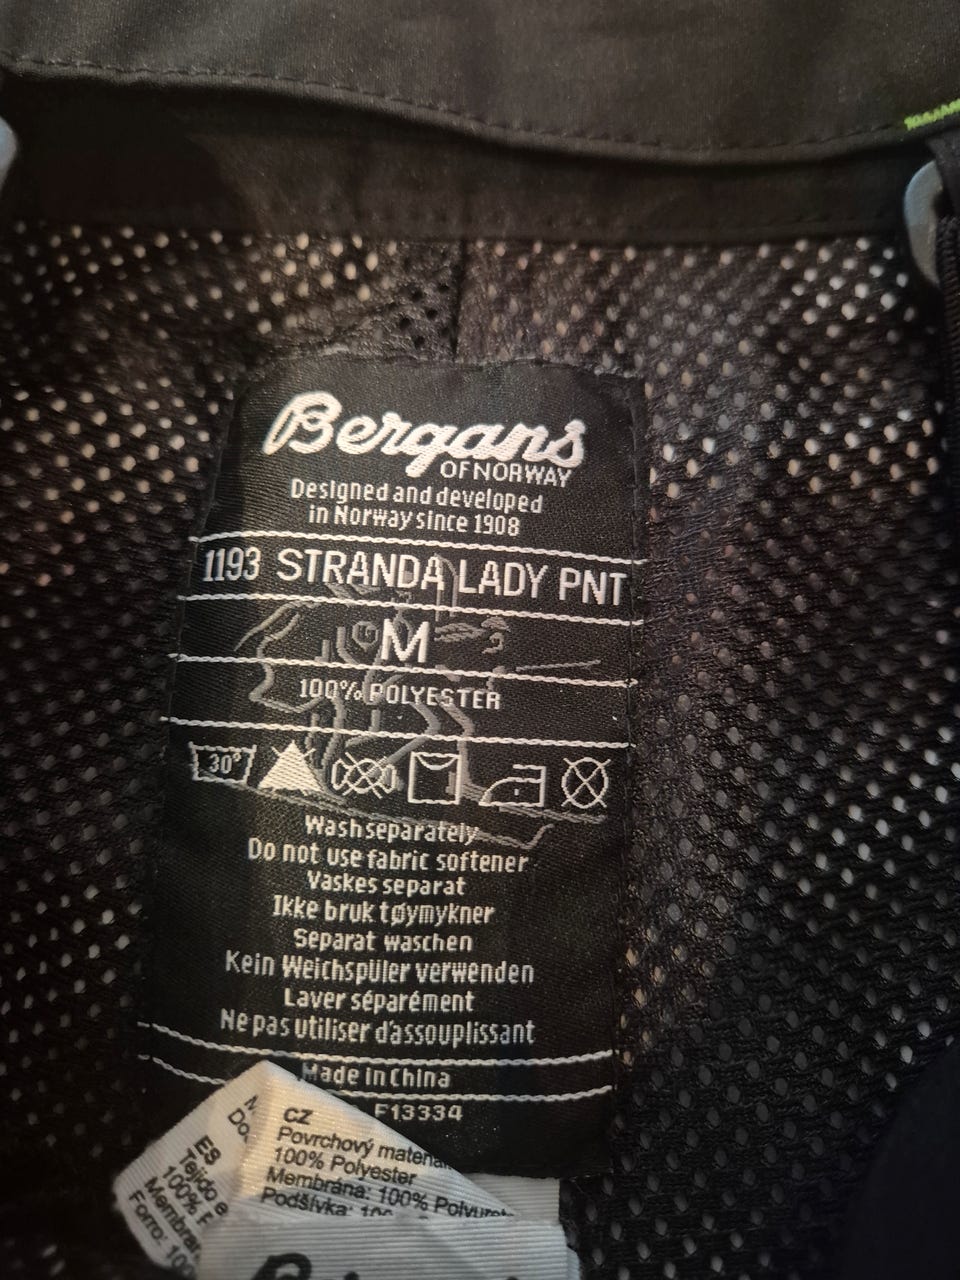 Bergans
OF NORWAY
Designed and developed
in Norway since 1908
1193 STRANDA LADY PNT
M
100% POLYESTER
30°
Wash separately
Do not use fabric softener
Vaskes separat
Ikke bruk tøymykner
Separat waschen
Kein Weichspüler verwenden
Laver séparément
Ne pas utiliser d'assouplissant
Made in China
F13334
CZ
Povrchový
100% Polyester
Membrána: 100%
Podšívka:
ES
Tejido
100%
Forro: